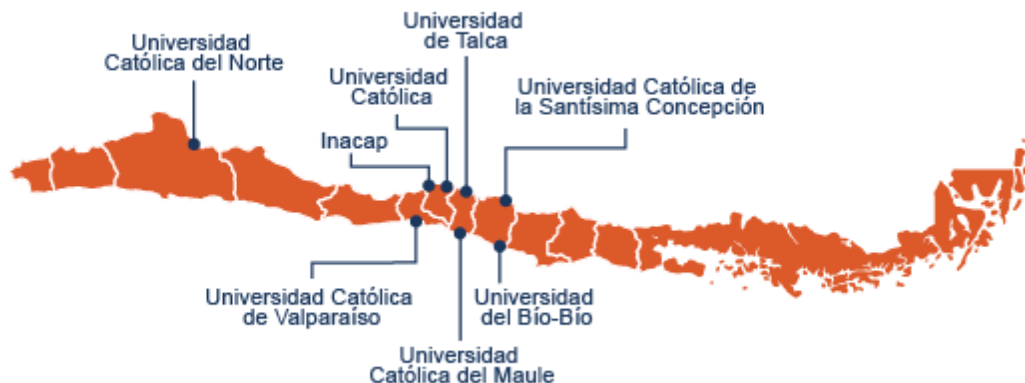 Universidad
de Talca
Universidad
Católica del Norte
Universidad
Católica
Universidad Católica de
la Santísima Concepción
Inacap
Universidad Católica
de Valparaíso
Universidad
del Bío-Bío
Universidad
Católica del Maule